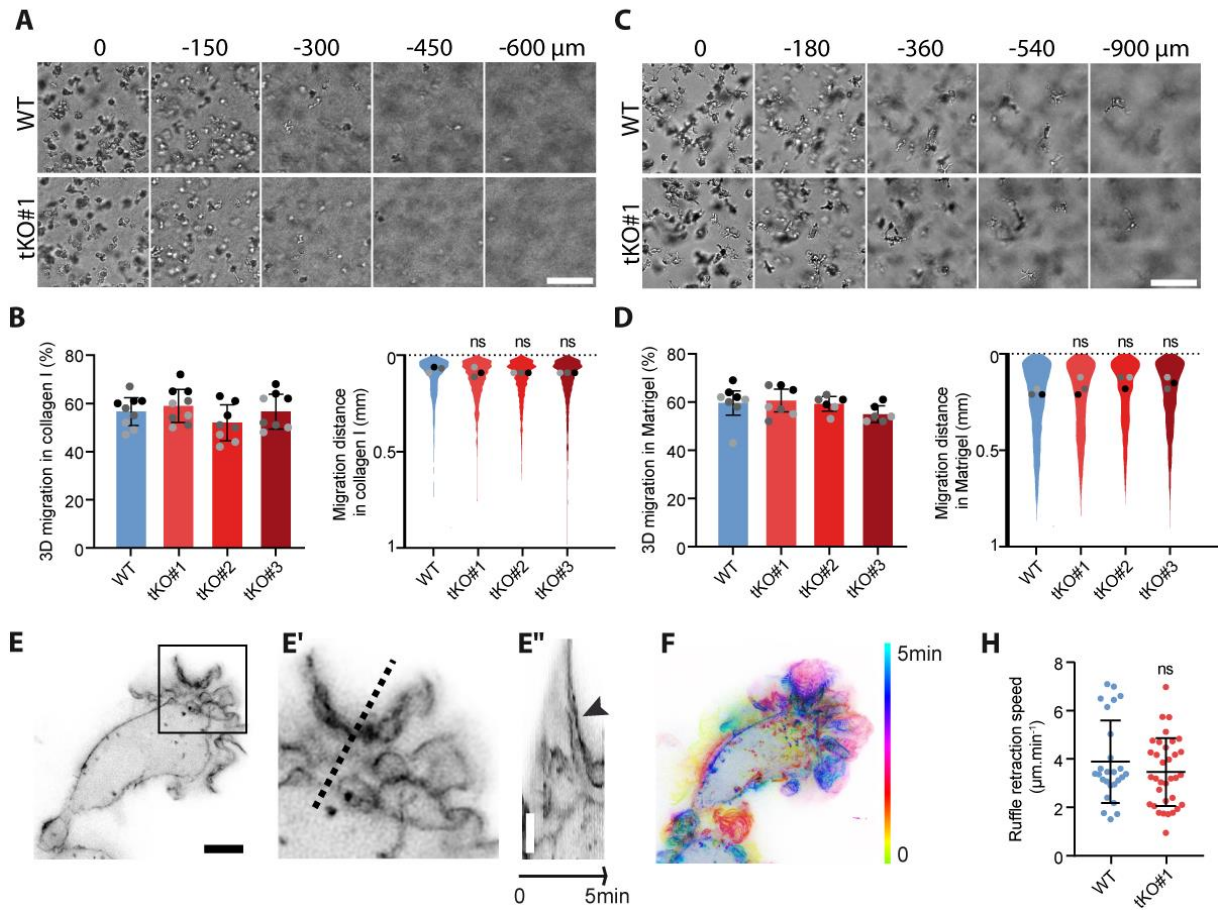 A
0 -150 -300 -450 -600 µm
WT
tKO#1
C
0 -180 -360 -540 -900 µm
WT
tKO#1
B
3D migration in collagen I (%)
80
60
40
20
0
WT tKO#1 tKO#2 tKO#3
Migration distance
in collagen I (mm)
ns ns ns
0
0.5
1
WT tKO#1 tKO#2 tKO#3
D
3D migration in Matrigel (%)
80
60
40
20
0
WT tKO#1 tKO#2 tKO#3
Migration distance
in Matrigel (mm)
ns ns ns
0
0.5
1
WT tKO#1 tKO#2 tKO#3
E
E'
E"
0 5min
F
5min
0
H
Ruffle retraction speed
(µm.min-1)
ns
8
6
4
2
0
WT tKO#1